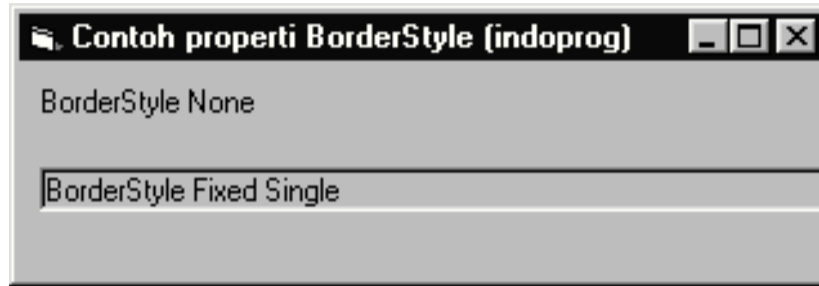 Contoh properti BorderStyle (indoprog)
BorderStyle None
BorderStyle Fixed Single